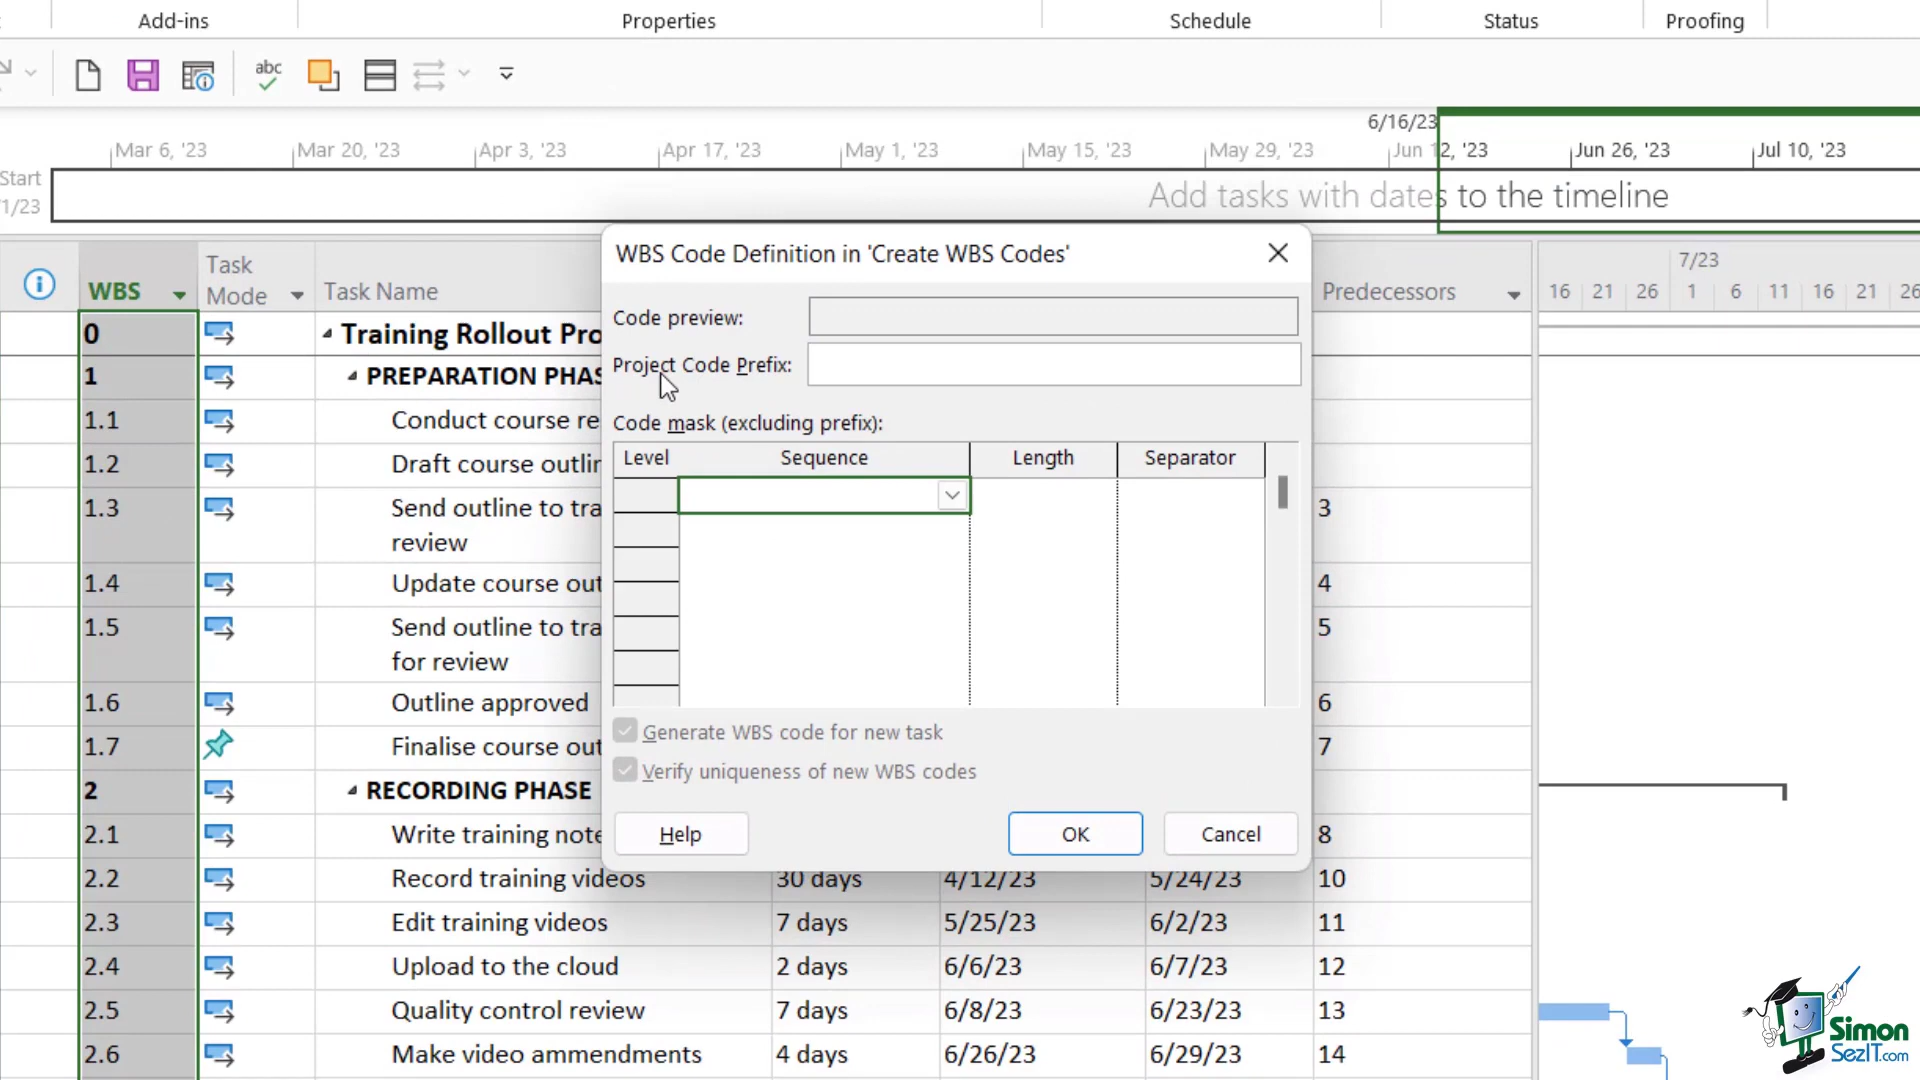 Add-ins Properties Schedule Status Proofing
abc
6/16/23
Mar 6, '23 Mar 20, '23 Apr 3, '23 Apr 17, '23 May 1, '23 May 15, '23 May 29, '23 Jun 12, '23 Jun 26, '23 Jul 10, '23
Start
1/23
Add tasks with dates to the timeline
WBS
Task
Mode
Task Name
Predecessors
7/23
16 21 26 1 6 11 16 21 26
WBS Code Definition in 'Create WBS Codes'
Code preview:
Project Code Prefix:
Code mask (excluding prefix):
Level Sequence Length Separator
Generate WBS code for new task
Verify uniqueness of new WBS codes
Help OK Cancel
0 Training Rollout Pro
1 PREPARATION PHAS
1.1 Conduct course re
1.2 Draft course outlin
1.3 Send outline to tra 3
review
1.4 Update course out 4
1.5 Send outline to tra 5
for review
1.6 Outline approved 6
1.7 Finalise course out 7
2 RECORDING PHASE
2.1 Write training note 8
2.2 Record training videos 30 days 4/12/23 5/24/23 10
2.3 Edit training videos 7 days 5/25/23 6/2/23 11
2.4 Upload to the cloud 2 days 6/6/23 6/7/23 12
2.5 Quality control review 7 days 6/8/23 6/23/23 13
2.6 Make video ammendments 4 days 6/26/23 6/29/23 14
Simon
SezIT.com